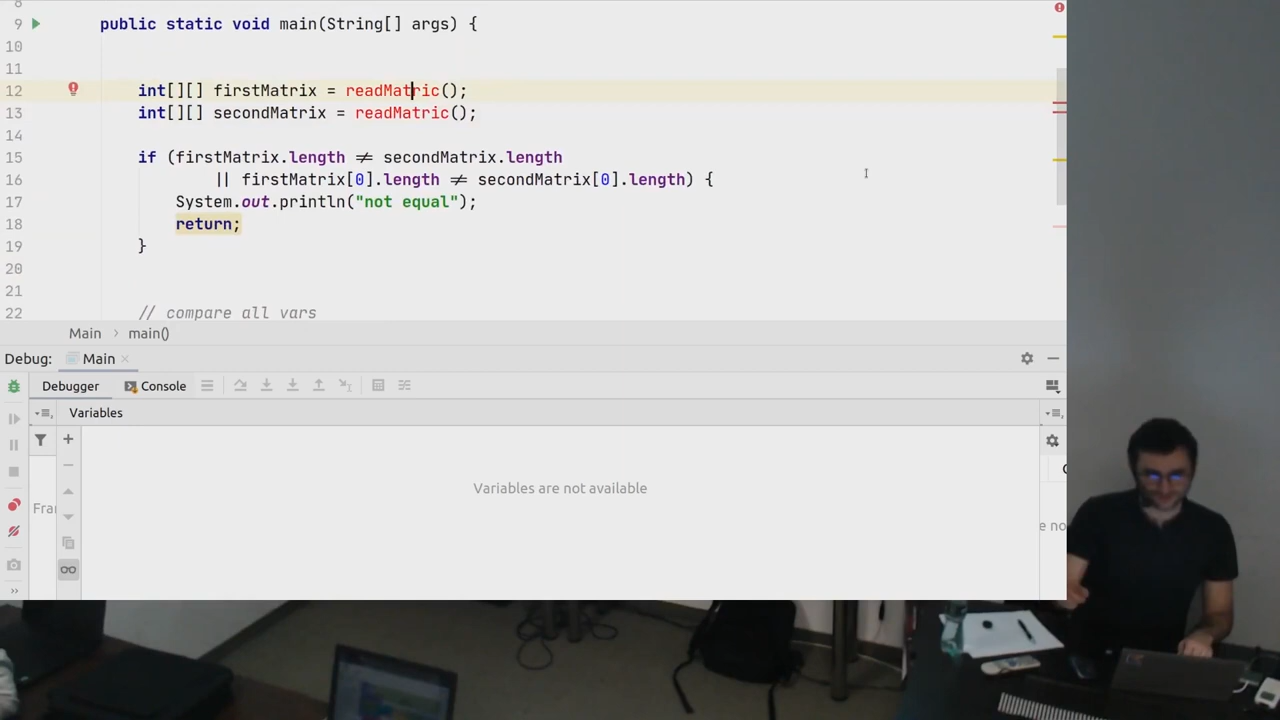 8
9 public static void main(String[] args) {
10
11
12 int[][] firstMatrix = readMatric();
13 int[][] secondMatrix = readMatric();
14
15 if (firstMatrix.length ≠ secondMatrix.length
16 || firstMatrix[0].length ≠ secondMatrix[0].length) {
17 System.out.println("not equal");
18 return;
19 }
20
21
22 // compare all vars
Main > main()
Debug: Main
Debugger Console
Variables
Variables are not available
Fra
e no